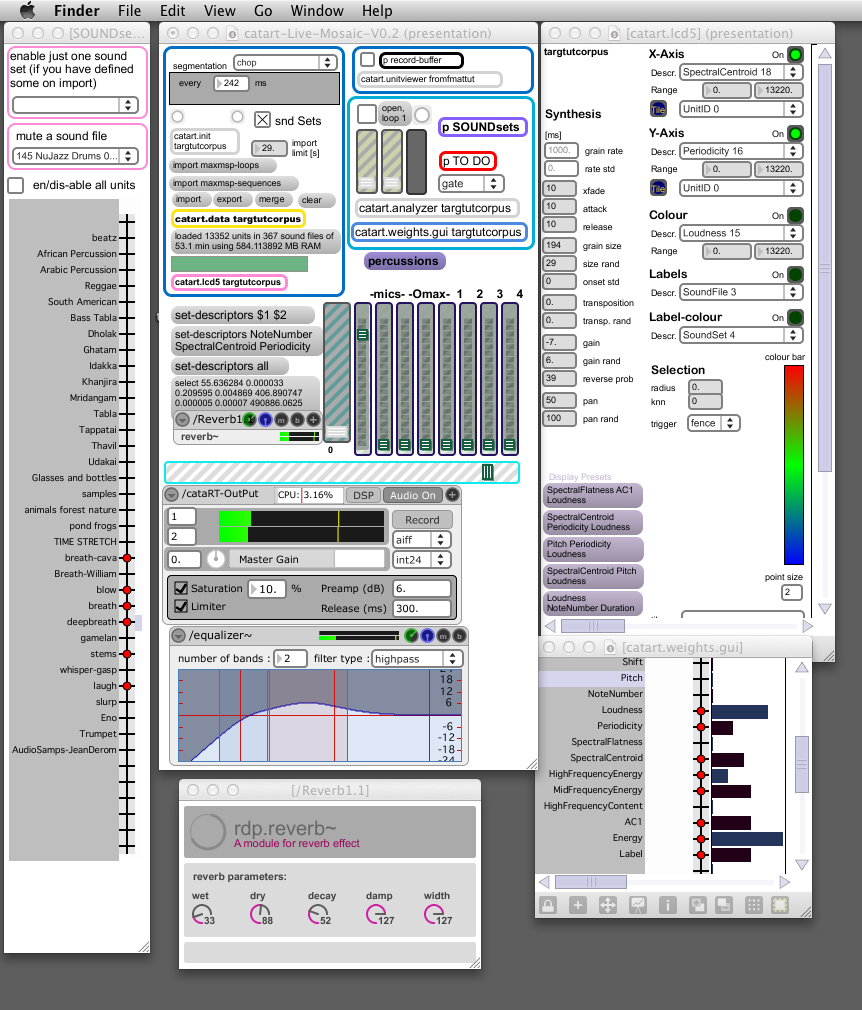 Finder File Edit View Go Window Help
[SOUNDse...
enable just one sound
set (if you have defined
some on import)
mute a sound file
145 NuJazz Drums 0...
en/dis-able all units
beatz
African Percussion
Arabic Percussion
Reggae
South American
Bass Tabla
Dholak
Ghatam
Idakka
Khanjira
Mridangam
Tabla
Tappatai
Thavil
Udakai
Glasses and bottles
samples
animals forest nature
pond frogs
TIME STRETCH
breath-cava
Breath-William
blow
breath
deepbreath
gamelan
stems
whisper-gasp
laugh
slurp
Eno
Trumpet
AudioSamps-JeanDerom
catart-Live-Mosaic-V0.2 (presentation)
segmentation chop
every 242 ms
snd Sets
catart.init
targtutcorpus
29. import
limit [s]
import maxmsp-loops
import maxmsp-sequences
import export merge clear
catart.data targtutcorpus
loaded 13352 units in 367 sound files of
53.1 min using 584.113892 MB RAM
catart.lcd5 targtutcorpus
p record-buffer
catart.unitviewer fromfmattut
open,
loop 1
p SOUNDsets
p TO DO
gate
catart.analyzer targtutcorpus
catart.weights.gui targtutcorpus
percussions
-mics- -Omax- 1 2 3 4
set-descriptors $1 $2
set-descriptors NoteNumber
SpectralCentroid Periodicity
set-descriptors all
select 55.636284 0.000033
0.209595 0.004869 406.890747
0.000005 0.00007 490886.0625
/Reverb1 m b +
reverb~
0
/cataRT-OutPut CPU: 3.16% DSP Audio On +
1
2
Record
aiff
0. Master Gain int24
Saturation 10. % Preamp (dB) 6.
Limiter Release (ms) 300.
/equalizer~ m b
number of bands : 2 filter type : highpass
18
12
6
-6
-12
-18
-24
[/Reverb1.1]
rdp.reverb~
A module for reverb effect
reverb parameters:
wet dry decay damp width
33 88 52 127 127
[catart.lcd5] (presentation)
targtutcorpus
X-Axis On
Descr. SpectralCentroid 18
Range 0. 13220.
Tile UnitID 0
Y-Axis On
Descr. Periodicity 16
Range 0. 13220.
Tile UnitID 0
Colour On
Descr. Loudness 15
Range 0. 13220.
Labels On
Descr. SoundFile 3
Label-colour On
Descr. SoundSet 4
Selection
radius 0.
knn 0
trigger fence
colour bar
point size
2
Synthesis
[ms]
1000. grain rate
0. rate std
10 xfade
10 attack
10 release
194 grain size
29 size rand
0 onset std
0. transposition
0. transp. rand
-7. gain
6. gain rand
39 reverse prob
50 pan
100 pan rand
Display Presets
SpectralFlatness AC1
Loudness
SpectralCentroid
Periodicity Loudness
Pitch Periodicity
Loudness
SpectralCentroid Pitch
Loudness
Loudness
NoteNumber Duration
[catart.weights.gui]
Shift
Pitch
NoteNumber
Loudness
Periodicity
SpectralFlatness
SpectralCentroid
HighFrequencyEnergy
MidFrequencyEnergy
HighFrequencyContent
AC1
Energy
Label